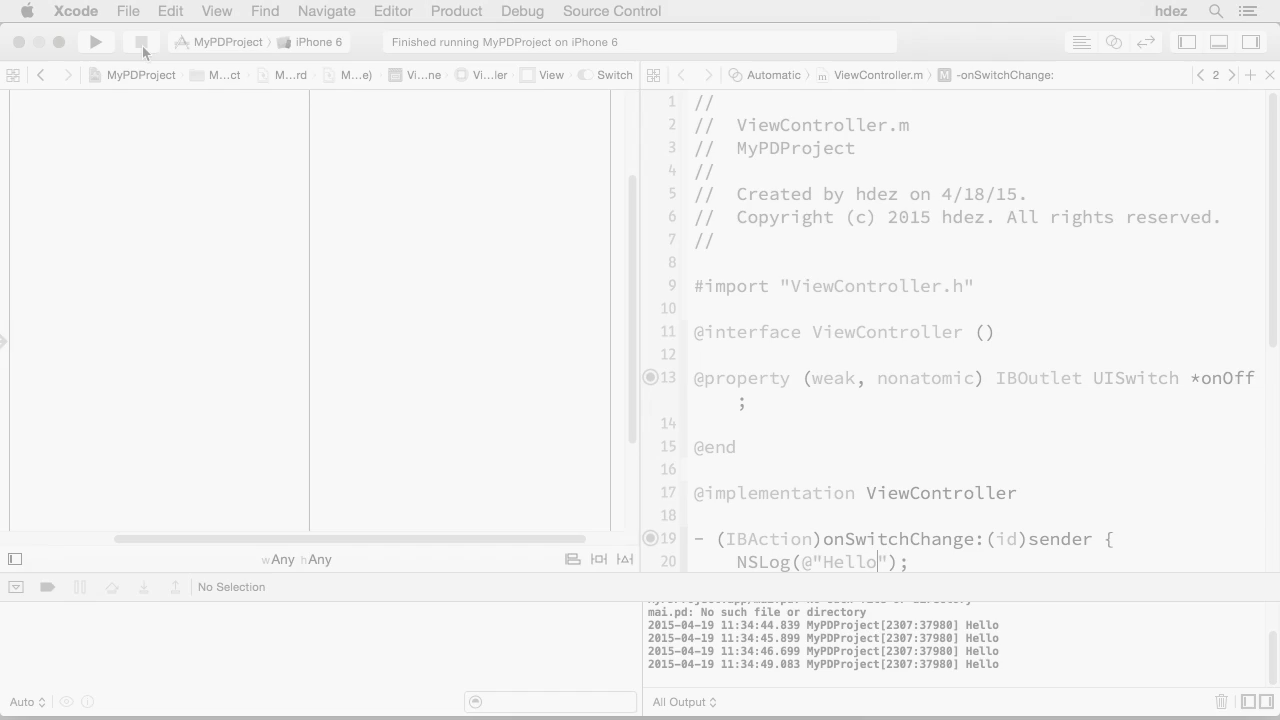 Xcode File Edit View Find Navigate Editor Product Debug Source Control hdez
MyPDProject iPhone 6 Finished running MyPDProject on iPhone 6
MyPDProject M...ct M...rd M...e) Vi...ne Vi...ler View Switch
Automatic ViewController.m M -onSwitchChange: 2
1 //
2 // ViewController.m
3 // MyPDProject
4 //
5 // Created by hdez on 4/18/15.
6 // Copyright (c) 2015 hdez. All rights reserved.
7 //
8
9 #import "ViewController.h"
10
11 @interface ViewController ()
12
13 @property (weak, nonatomic) IBOutlet UISwitch *onOff
;
14
15 @end
16
17 @implementation ViewController
18
19 - (IBAction)onSwitchChange:(id)sender {
20 NSLog(@"Hello");
wAny hAny
No Selection
mai.pd: No such file or directory
2015-04-19 11:34:44.839 MyPDProject[2307:37980] Hello
2015-04-19 11:34:45.899 MyPDProject[2307:37980] Hello
2015-04-19 11:34:46.699 MyPDProject[2307:37980] Hello
2015-04-19 11:34:49.083 MyPDProject[2307:37980] Hello
Auto
All Output